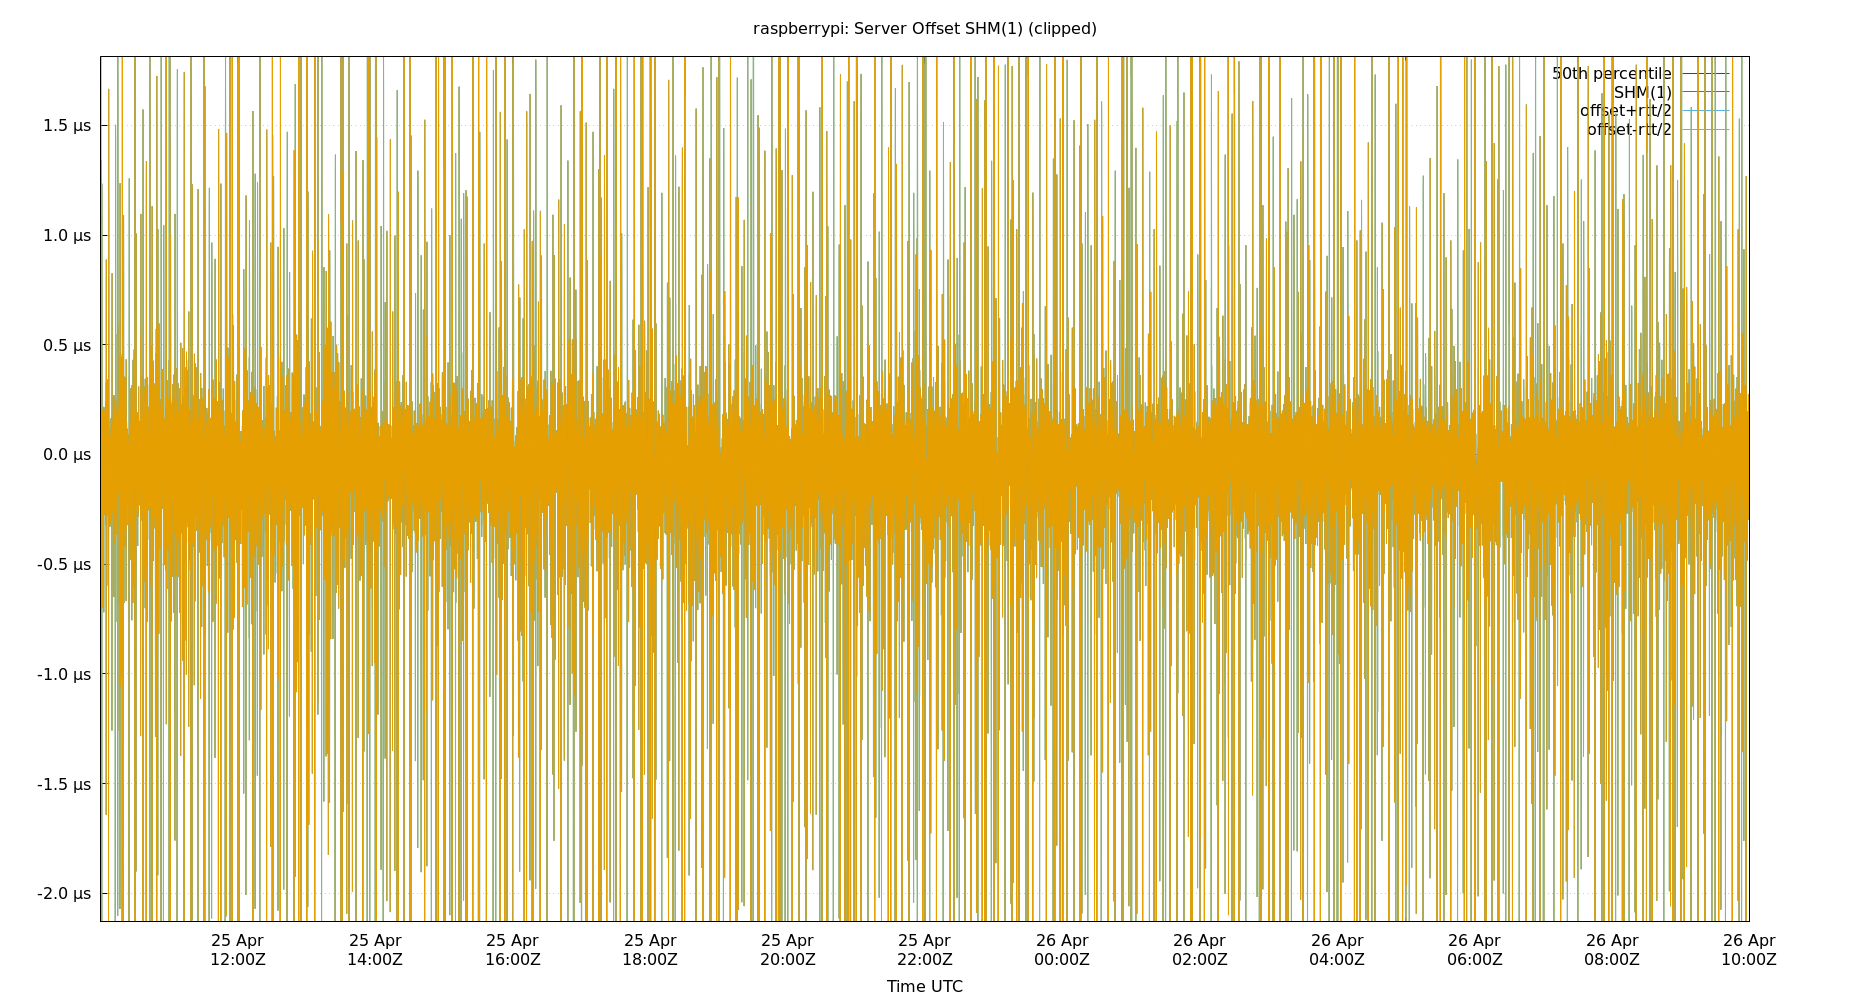 raspberrypi: Server Offset SHM(1) (clipped)
50th percentile
SHM(1)
offset+rtt/2
offset-rtt/2
1.5 µs
1.0 µs
0.5 µs
0.0 µs
-0.5 µs
-1.0 µs
-1.5 µs
-2.0 µs
25 Apr 25 Apr 25 Apr 25 Apr 25 Apr 25 Apr 26 Apr 26 Apr 26 Apr 26 Apr 26 Apr 26 Apr
12:00Z 14:00Z 16:00Z 18:00Z 20:00Z 22:00Z 00:00Z 02:00Z 04:00Z 06:00Z 08:00Z 10:00Z
Time UTC